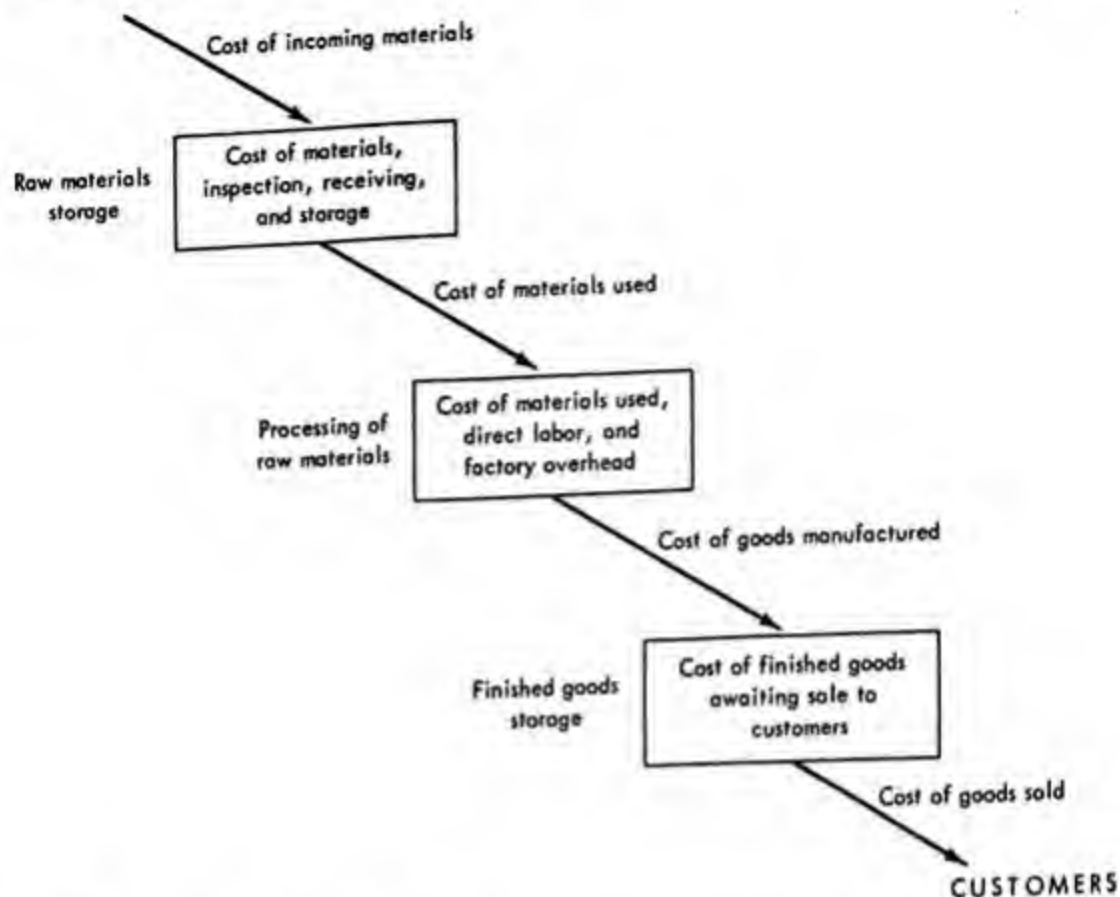 Cost of incoming materials
Raw materials
storage
Cost of materials,
inspection, receiving,
and storage
Cost of materials used
Processing of
raw materials
Cost of materials used,
direct labor, and
factory overhead
Cost of goods manufactured
Finished goods
storage
Cost of finished goods
awaiting sale to
customers
Cost of goods sold
CUSTOMERS